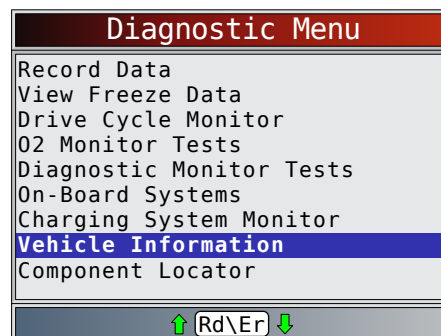 Diagnostic Menu
Record Data
View Freeze Data
Drive Cycle Monitor
O2 Monitor Tests
Diagnostic Monitor Tests
On-Board Systems
Charging System Monitor
Vehicle Information
Component Locator
Rd\Er